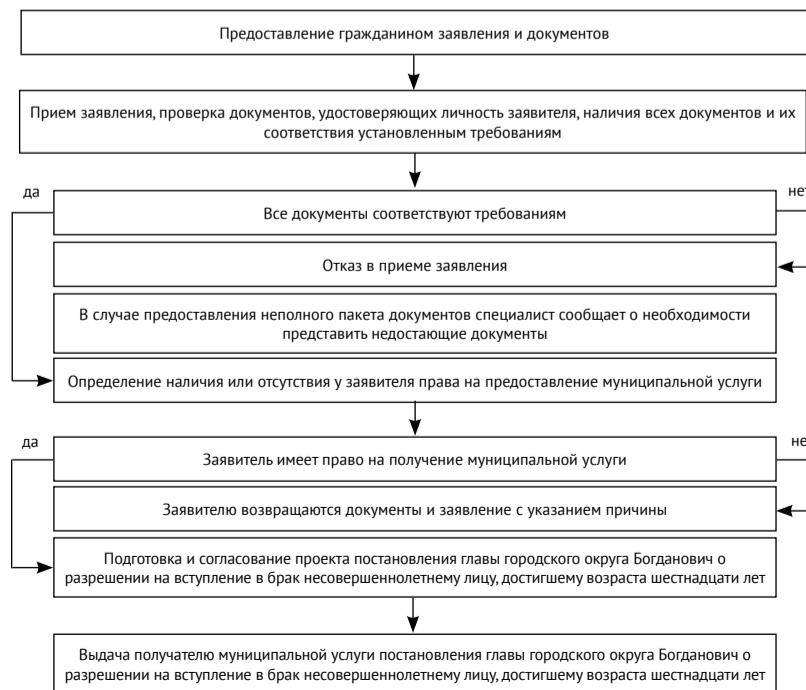 Предоставление гражданином заявления и документов
Прием заявления, проверка документов, удостоверяющих личность заявителя, наличия всех документов и их
соответствия установленным требованиям
да
нет
Все документы соответствуют требованиям
Отказ в приеме заявления
В случае предоставления неполного пакета документов специалист сообщает о необходимости
представить недостающие документы
Определение наличия или отсутствия у заявителя права на предоставление муниципальной услуги
да
не
Заявитель имеет право на получение муниципальной услуги
Заявителю возвращаются документы и заявление с указанием причины
Подготовка и согласование проекта постановления главы городского округа Богданович о
разрешении на вступление в брак несовершеннолетнему лицу, достигшему возраста шестнадцати лет
Выдача получателю муниципальной услуги постановления главы городского округа Богданович о
разрешении на вступление в брак несовершеннолетнему лицу, достигшему возраста шестнадцати лет